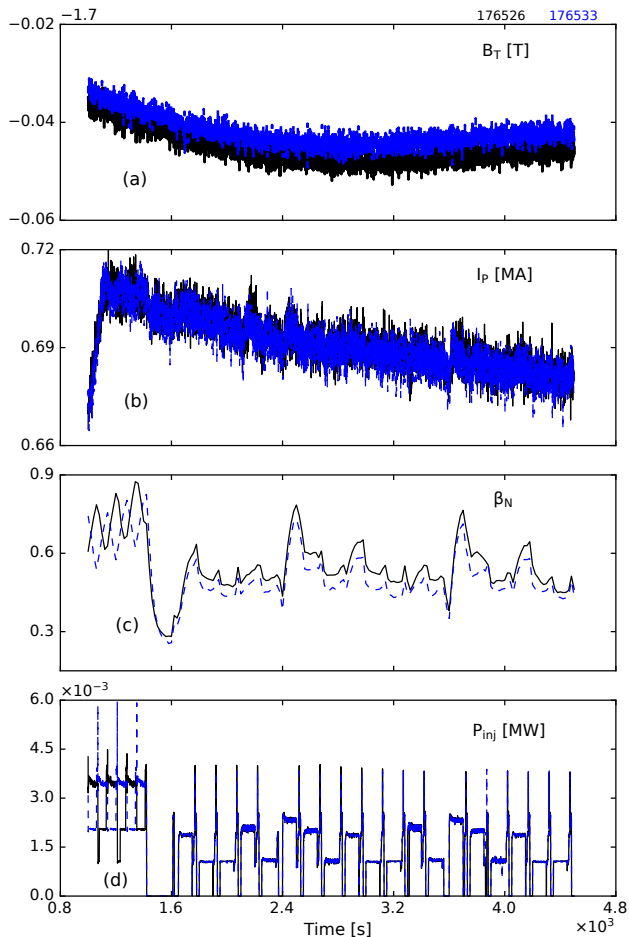 −1.7 176526 176533
−0.02
B_T [T]
−0.04
(a)
−0.06
0.72
I_P [MA]
0.69
(b)
0.66
0.9
β_N
0.6
0.3
(c)
×10⁻³
6.0
P_inj [MW]
4.5
3.0
1.5
(d)
0.0
0.8 1.6 2.4 3.2 4.0 4.8
Time [s] ×10³